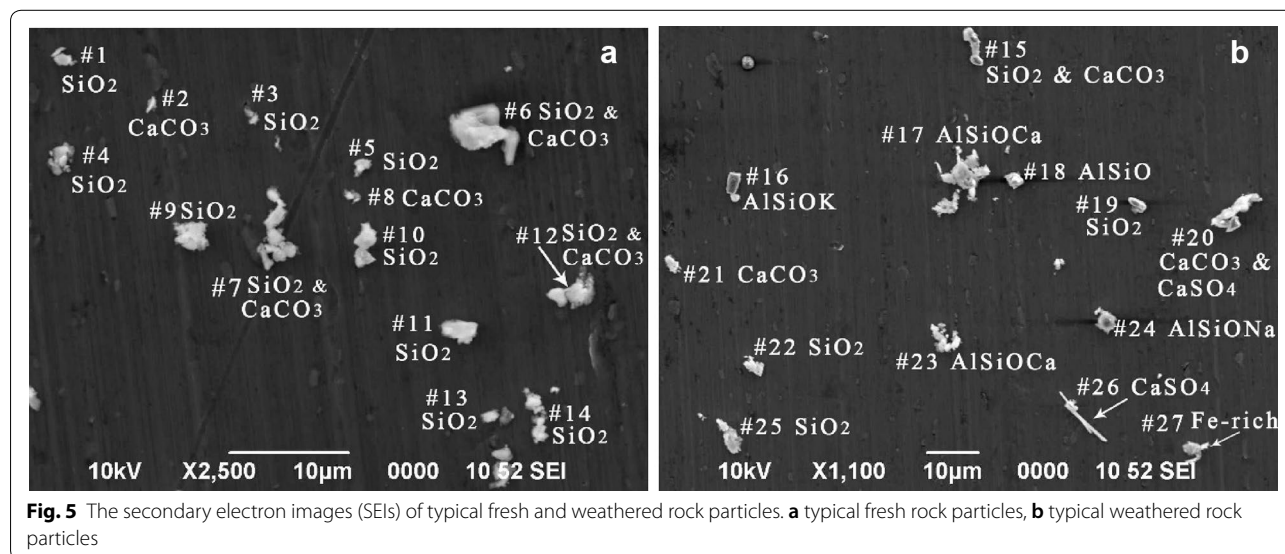 a
#1
SiO2
#2
CaCO3
#3
SiO2
#4
SiO2
#5
SiO2
#6 SiO2 &
CaCO3
#8 CaCO3
#9SiO2
#10
SiO2
#7 SiO2 &
CaCO3
#12 SiO2 &
CaCO3
#11
SiO2
#13
SiO2
#14
SiO2
10kV X2,500 10µm 0000 10 52 SEI
b
#15
SiO2 & CaCO3
#17 AlSiOCa
#16
AlSiOK
#18 AlSiO
#19
SiO2
#20
CaCO3 &
CaSO4
#21 CaCO3
#22 SiO2
#23 AlSiOCa
#24 AlSiONa
#25 SiO2
#26 CaSO4
#27 Fe-rich
10kV X1,100 10µm 0000 10 52 SEI
Fig. 5 The secondary electron images (SEIs) of typical fresh and weathered rock particles. a typical fresh rock particles, b typical weathered rock
particles